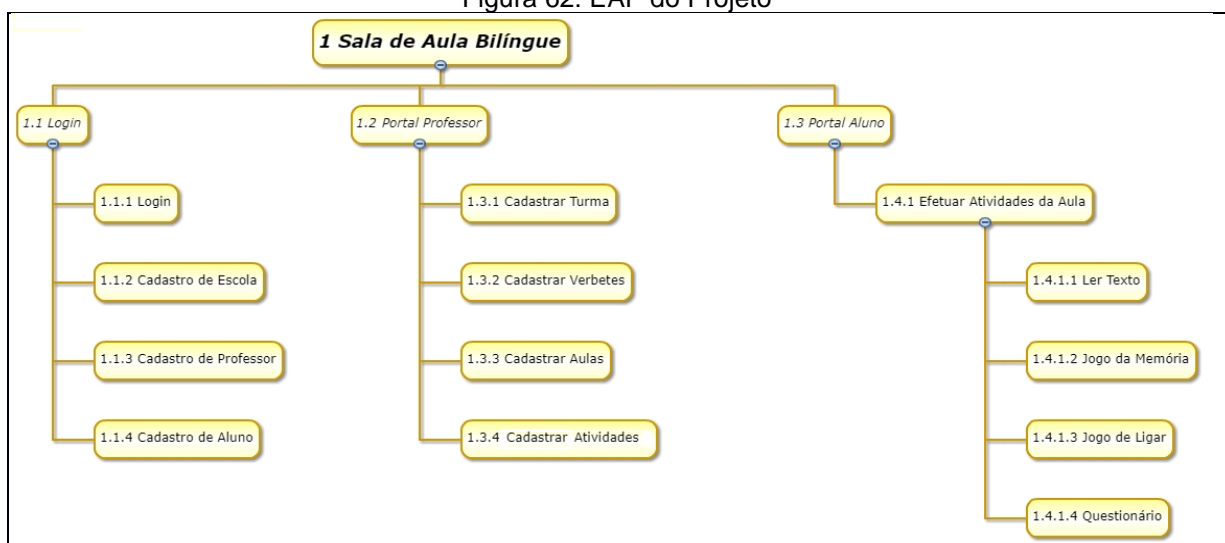 Figura 62. EAP do Projeto
1 Sala de Aula Bilíngue
1.1 Login
1.2 Portal Professor
1.3 Portal Aluno
1.1.1 Login
1.3.1 Cadastrar Turma
1.4.1 Efetuar Atividades da Aula
1.1.2 Cadastro de Escola
1.3.2 Cadastrar Verbetes
1.4.1.1 Ler Texto
1.1.3 Cadastro de Professor
1.3.3 Cadastrar Aulas
1.4.1.2 Jogo da Memória
1.1.4 Cadastro de Aluno
1.3.4 Cadastrar Atividades
1.4.1.3 Jogo de Ligar
1.4.1.4 Questionário